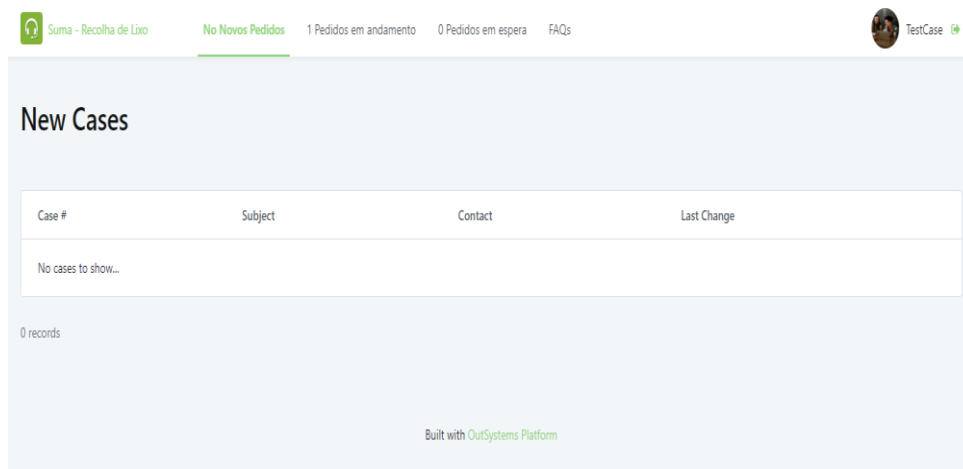 Suma - Recolha de Lixo No Novos Pedidos 1 Pedidos em andamento 0 Pedidos em espera FAQs TestCase
New Cases
Case # Subject Contact Last Change
No cases to show...
0 records
Built with OutSystems Platform